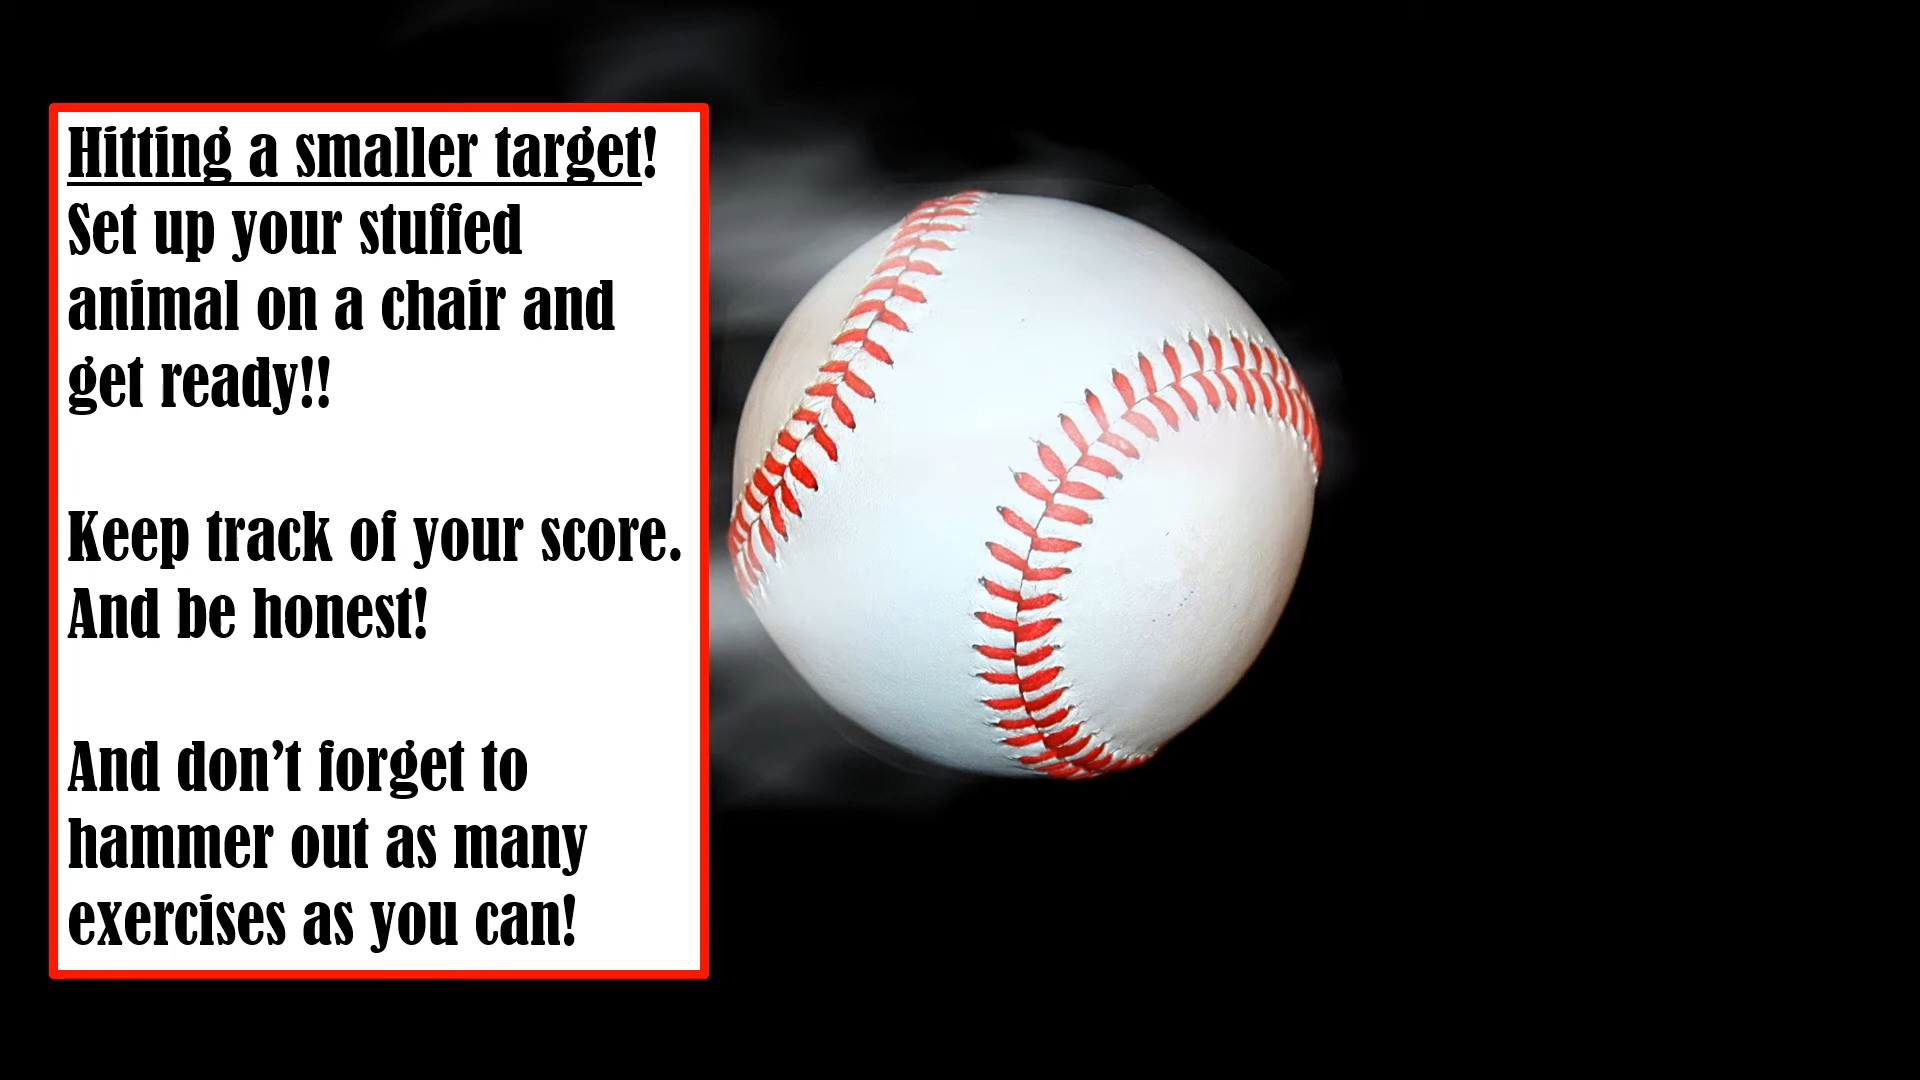 Hitting a smaller target!
Set up your stuffed
animal on a chair and
get ready!!
Keep track of your score.
And be honest!
And don’t forget to
hammer out as many
exercises as you can!